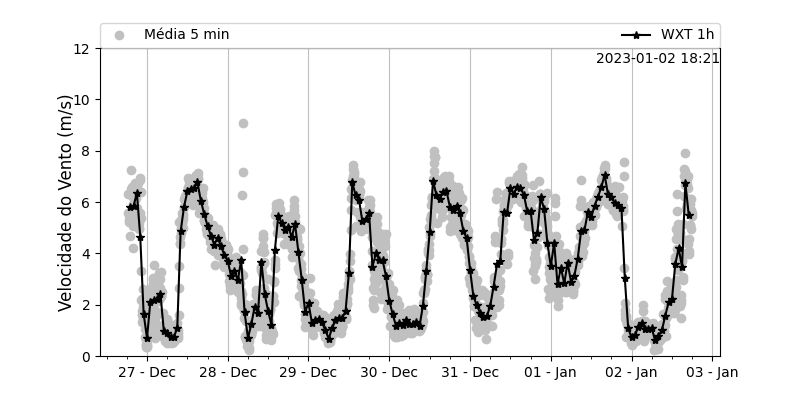 Média 5 min
WXT 1h
2023-01-02 18:21
Velocidade do Vento (m/s)
12
10
8
6
4
2
0
27 - Dec
28 - Dec
29 - Dec
30 - Dec
31 - Dec
01 - Jan
02 - Jan
03 - Jan